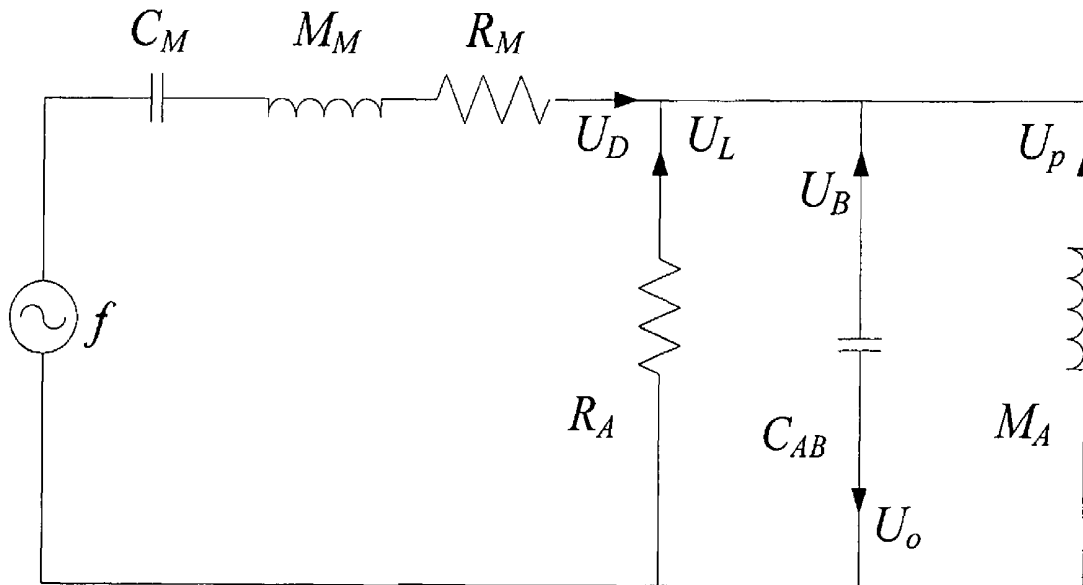 C_M M_M R_M
U_D U_L U_p
U_B
f
R_A C_AB M_A
U_o